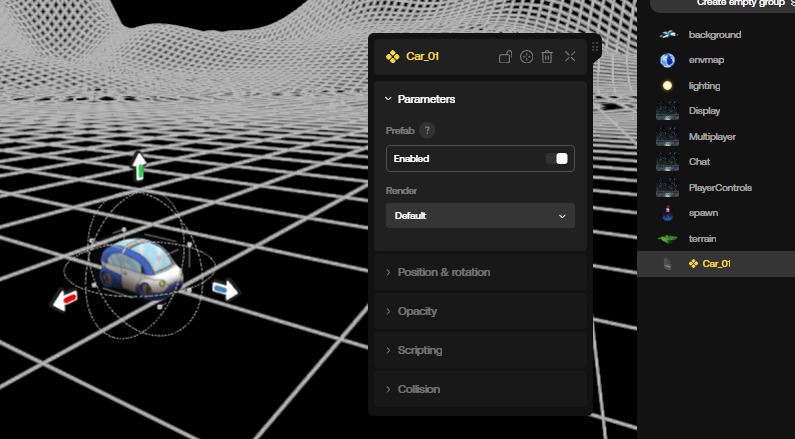 Create empty group
Car_01
Parameters
Prefab ?
Enabled
Render
Default
Position & rotation
Opacity
Scripting
Collision
background
envmap
lighting
Display
Multiplayer
Chat
PlayerControls
spawn
terrain
Car_01